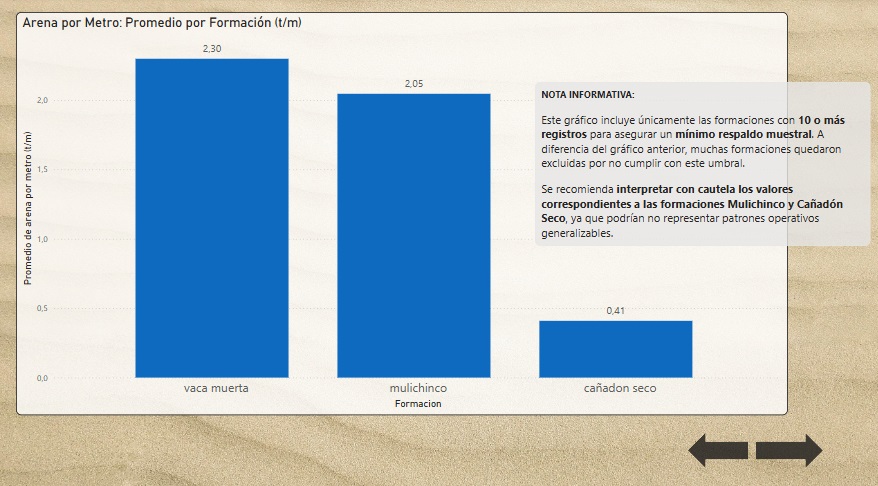 Arena por Metro: Promedio por Formación (t/m)
2,30
2,05
0,41
2,0
1,5
1,0
0,5
0,0
Promedio de arena por metro (t/m)
vaca muerta
mulichinco
cañadon seco
Formacion
NOTA INFORMATIVA:
Este gráfico incluye únicamente las formaciones con 10 o más
registros para asegurar un mínimo respaldo muestral. A
diferencia del gráfico anterior, muchas formaciones quedaron
excluidas por no cumplir con este umbral.
Se recomienda interpretar con cautela los valores
correspondientes a las formaciones Mulichinco y Cañadón
Seco, ya que podrían no representar patrones operativos
generalizables.